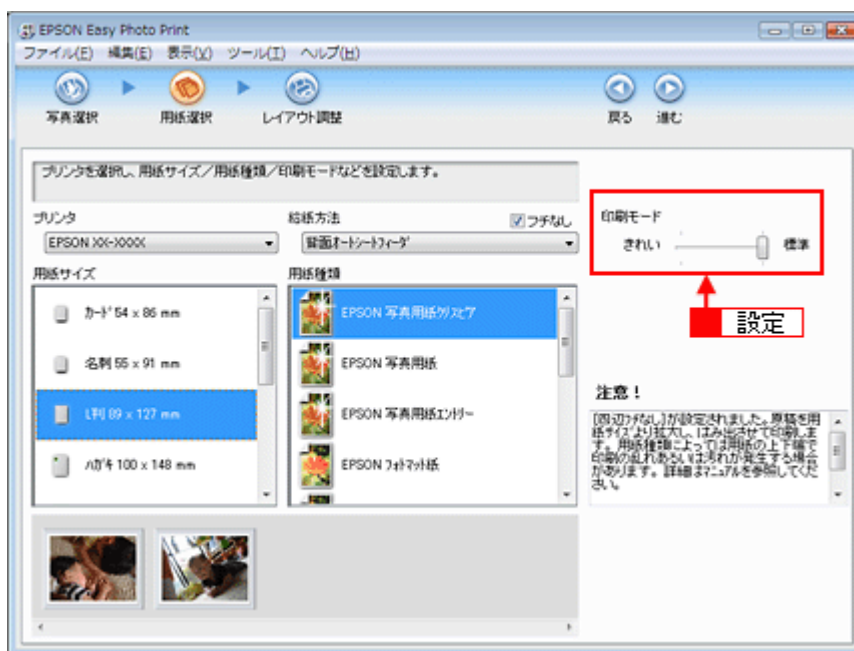 EPSON Easy Photo Print
ファイル(F) 編集(E) 表示(V) ツール(T) ヘルプ(H)
写真選択 用紙選択 レイアウト調整 戻る 進む
プリンタを選択し、用紙サイズ／用紙種類／印刷モードなどを設定します。
プリンタ
EPSON XX-XXXX
給紙方法
フチなし
背面オートシートフィーダ
印刷モード
きれい 標準
設定
用紙サイズ
カード 54 x 86 mm
名刺 55 x 91 mm
L判 89 x 127 mm
ハガキ 100 x 148 mm
用紙種類
EPSON 写真用紙クリスピア
EPSON 写真用紙
EPSON 写真用紙エントリー
EPSON フォトマット紙
注意！
[四辺フチなし]が設定されました。原稿を用
紙サイズより拡大し、はみ出させて印刷しま
す。用紙種類によっては用紙の上下端で
印刷の乱れあるいは汚れが発生する場合
があります。詳細はマニュアルを参照してくだ
さい。